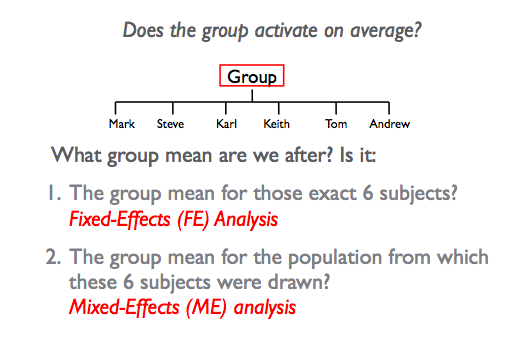 Does the group activate on average?
Group
Mark Steve Karl Keith Tom Andrew
What group mean are we after? Is it:
1. The group mean for those exact 6 subjects?
Fixed-Effects (FE) Analysis
2. The group mean for the population from which
these 6 subjects were drawn?
Mixed-Effects (ME) analysis